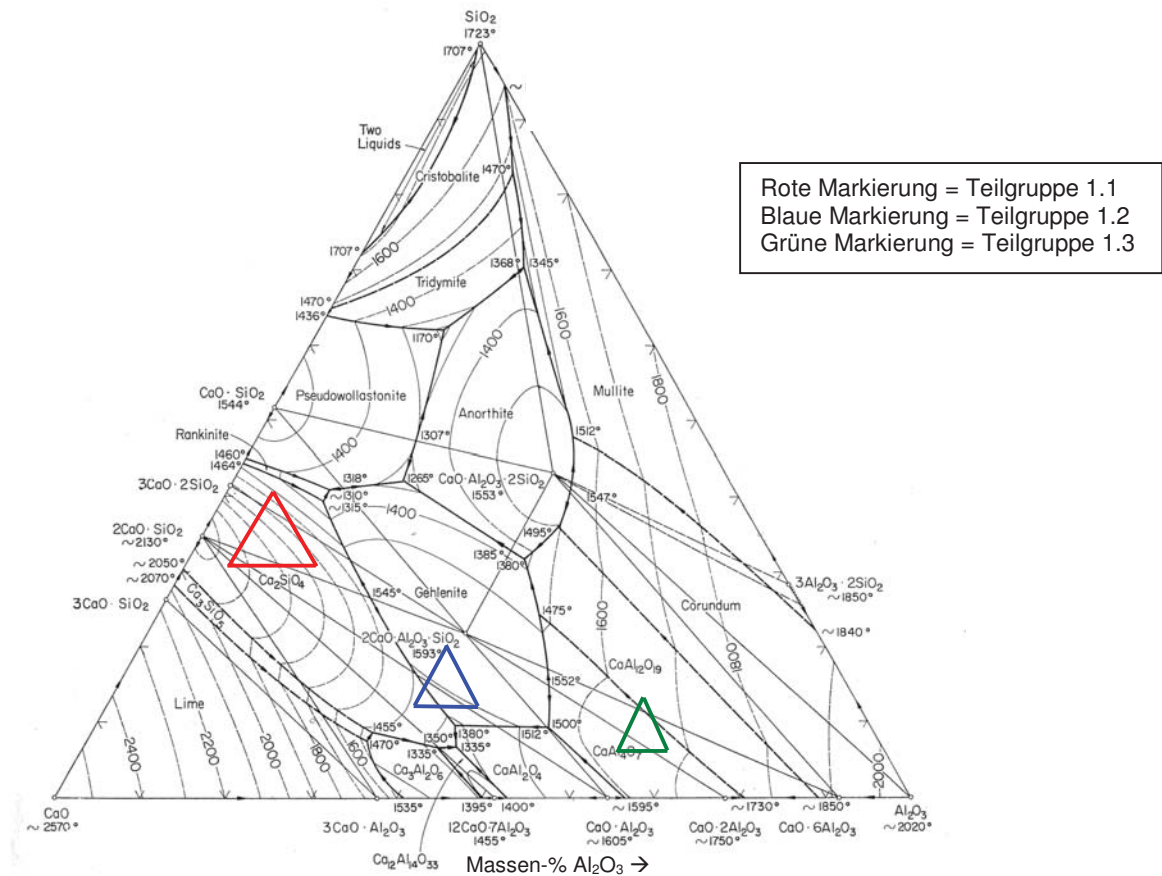 SiO₂
1723°
1707°
~
Two
Liquids
Cristobalite
1470°
Rote Markierung = Teilgruppe 1.1
Blaue Markierung = Teilgruppe 1.2
Grüne Markierung = Teilgruppe 1.3
1707°
1600
Tridymite
1368°
1345°
1470°
1436°
1400
1170°
1400
1600
1800
Mullite
CaO·SiO₂
1544°
Pseudowollastonite
Anorthite
1307°
1512°
Rankinite
1460°
1464°
1400
3CaO·2SiO₂
1318°
~1310°
~1315°
1265°
CaO·Al₂O₃·2SiO₂
1553°
1547°
1400
1495°
2CaO·SiO₂
~2130°
~2050°
~2070°
1385°
1380°
3CaO·SiO₂
Ca₃SiO₅
Ca₂SiO₄
1545°
Gehlenite
1475°
1600
Corundum
1800
3Al₂O₃·2SiO₂
~1850°
~1840°
2CaO·Al₂O₃·SiO₂
1593°
CaAl₁₂O₁₉
1552°
Lime
1455°
1470°
1350°
1380°
1335°
1335°
1512°
1500°
CaAl₄O₇
2400
2200
2000
1800
1600
Ca₃Al₂O₆
CaAl₂O₄
2000
CaO
~2570°
1535°
1395°
1400°
~1595°
~1730°
~1850°
Al₂O₃
~2020°
3CaO·Al₂O₃
12CaO·7Al₂O₃
1455°
CaO·Al₂O₃
~1605°
CaO·2Al₂O₃
~1750°
CaO·6Al₂O₃
Ca₁₂Al₁₄O₃₃
Massen-% Al₂O₃ →